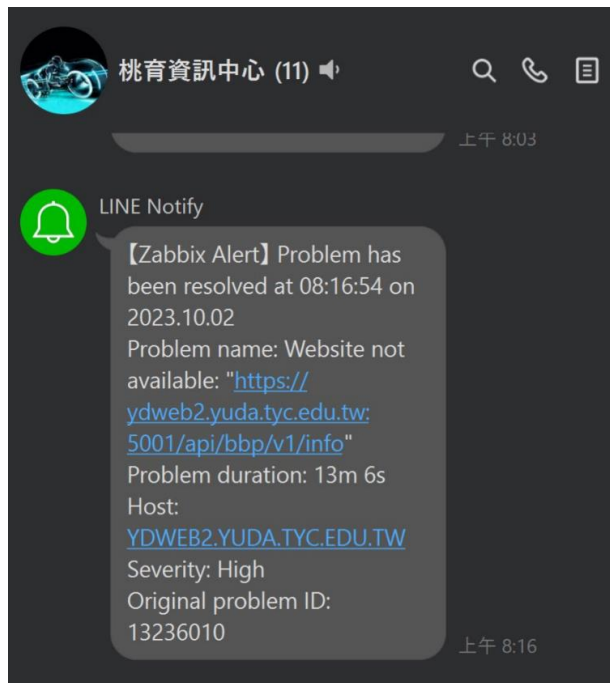 桃育資訊中心 (11)
上午 8:03
LINE Notify
【Zabbix Alert】Problem has
been resolved at 08:16:54 on
2023.10.02
Problem name: Website not
available: "https://
ydweb2.yuda.tyc.edu.tw:
5001/api/bbp/v1/info"
Problem duration: 13m 6s
Host:
YDWEB2.YUDA.TYC.EDU.TW
Severity: High
Original problem ID:
13236010
上午 8:16